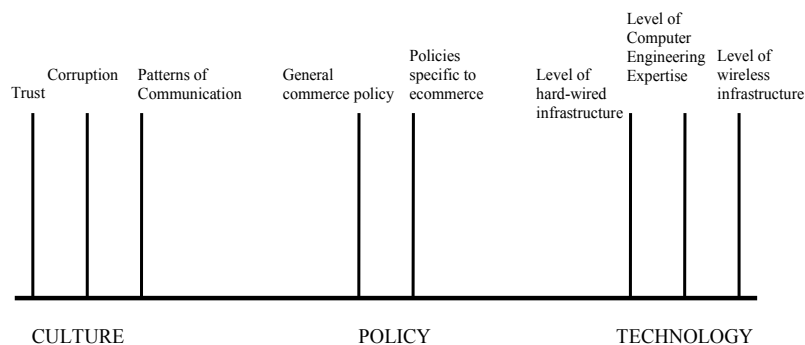 Trust
Corruption
Patterns of
Communication
General
commerce policy
Policies
specific to
ecommerce
Level of
hard-wired
infrastructure
Level of
Computer
Engineering
Expertise
Level of
wireless
infrastructure
CULTURE
POLICY
TECHNOLOGY